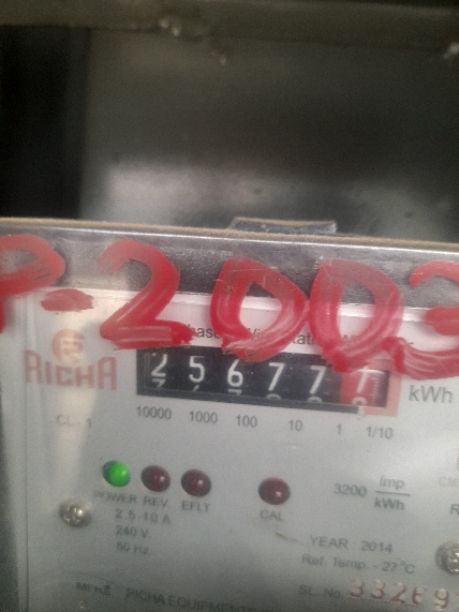 P-2003
RICHA
256777 kWh
10000 1000 100 10 1 1/10
CL. 1
POWER REV. EFLT CAL
3200 imp/kWh
2.5-10 A
240 V.
50 Hz.
YEAR : 2014
Ref. Temp. - 27°C
SL. No. 33269